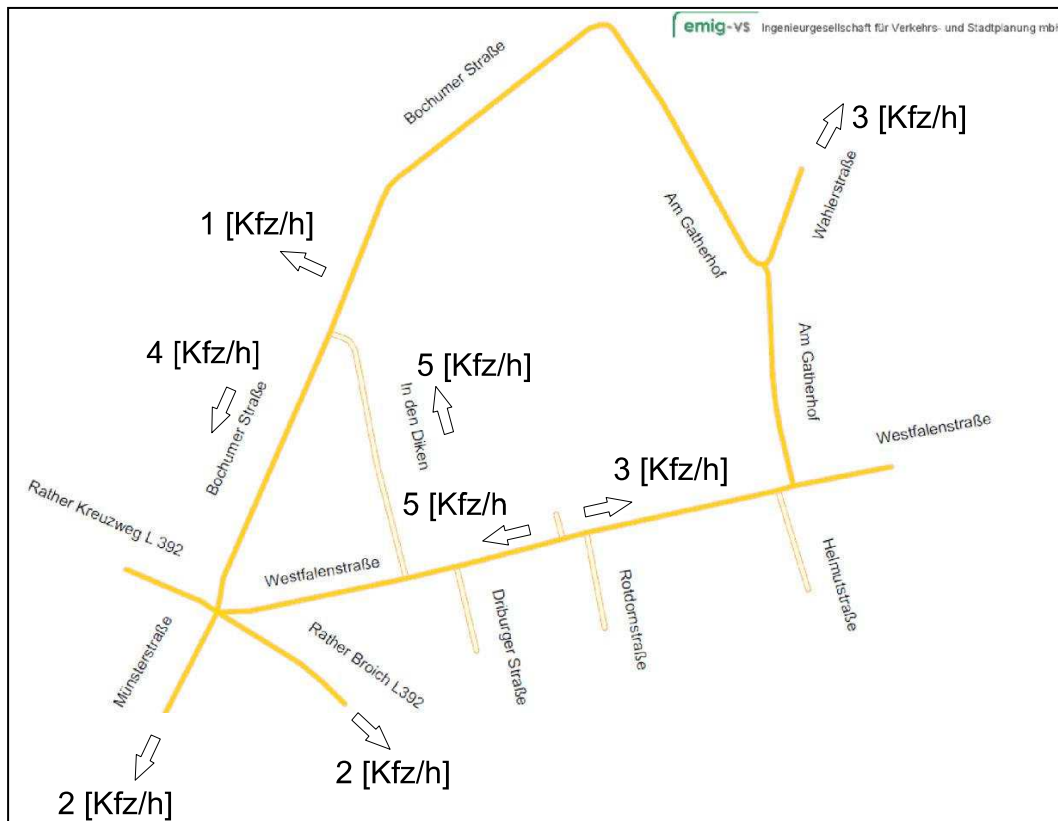 emig-vs Ingenieurgesellschaft für Verkehrs- und Stadtplanung mbH
Bochumer Straße
3 [Kfz/h]
Wahlerstraße
Am Gatherhof
1 [Kfz/h]
4 [Kfz/h]
5 [Kfz/h]
Am Gatherhof
In den Diken
Bochumer Straße
Westfalenstraße
3 [Kfz/h]
5 [Kfz/h
Rather Kreuzweg L 392
Westfalenstraße
Helmutstraße
Rotdornstraße
Driburger Straße
Münsterstraße
Rather Broich L392
2 [Kfz/h]
2 [Kfz/h]